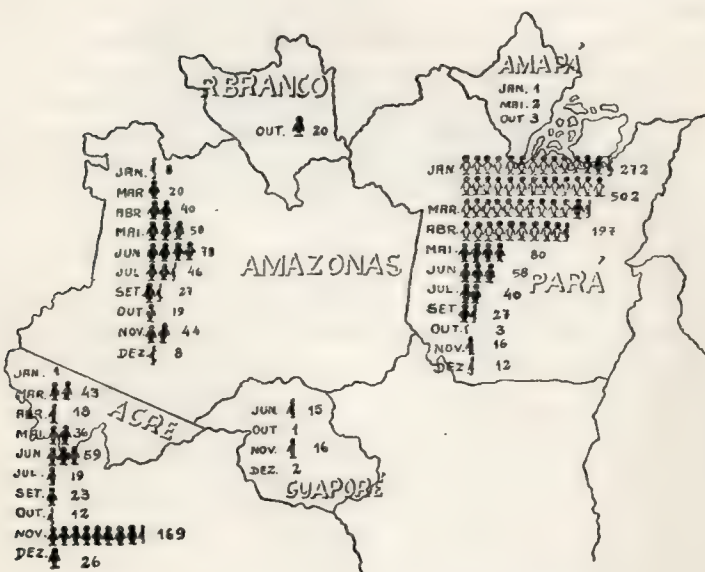 R.BRANCO
OUT. 20
AMAPÁ
JAN. 1
MAI. 2
OUT 3
JAN. 8
MAR 20
ABR 40
MAI. 58
JUN 78
JUL 46
SET. 27
OUT 19
NOV. 44
DEZ. 8
AMAZONAS
JAN 272
502
MAR.
ABR. 197
MAI. 80
JUN 58
JUL. 40
SET 27
OUT. 3
NOV. 16
DEZ 12
PARÁ
JAN. 1
MAR. 43
ABR. 18
MAI. 36
JUN 59
JUL. 19
SET. 23
OUT. 12
NOV. 169
DEZ. 26
ACRE
JUN. 15
OUT 1
NOV. 16
DEZ. 2
GUAPORÉ